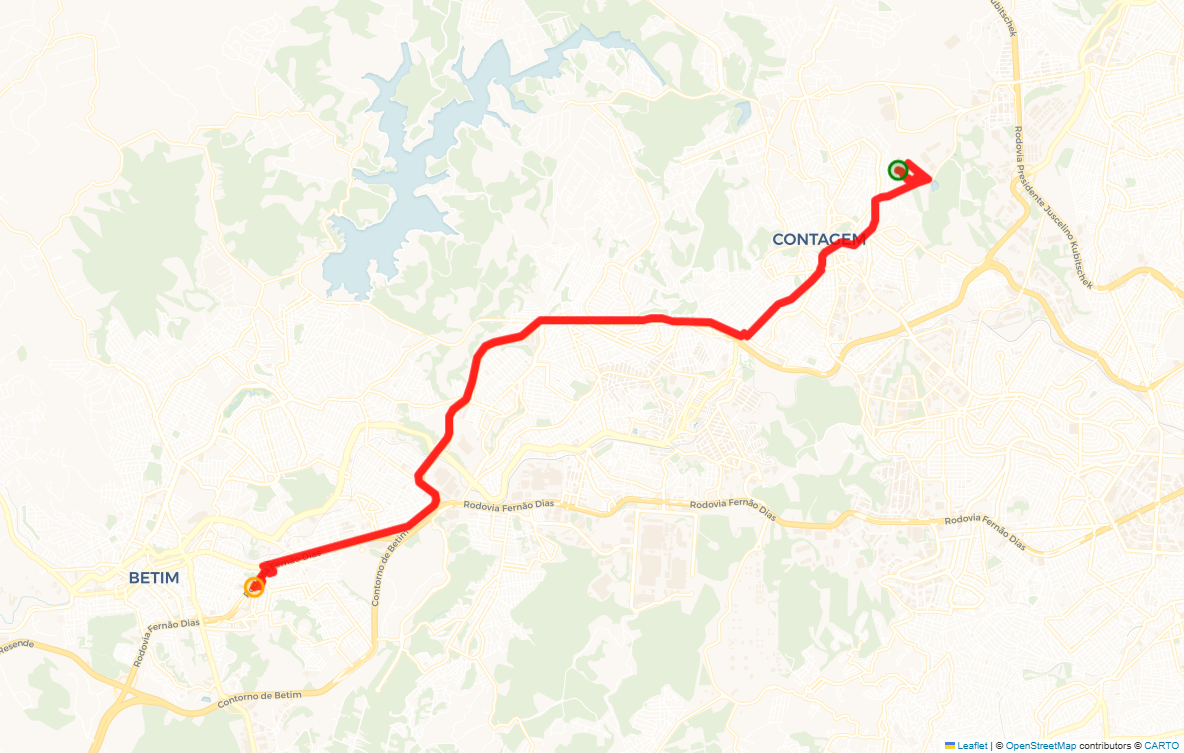 Kubitschek
Rodovia Presidente Juscelino Kubitschek
CONTAGEM
Rodovia Fernão Dias
Rodovia Fernão Dias
Rodovia Fernão Dias
Contorno de Betim
BETIM
Rodovia Fernão Dias
Resende
Contorno de Betim
Leaflet | © OpenStreetMap contributors © CARTO